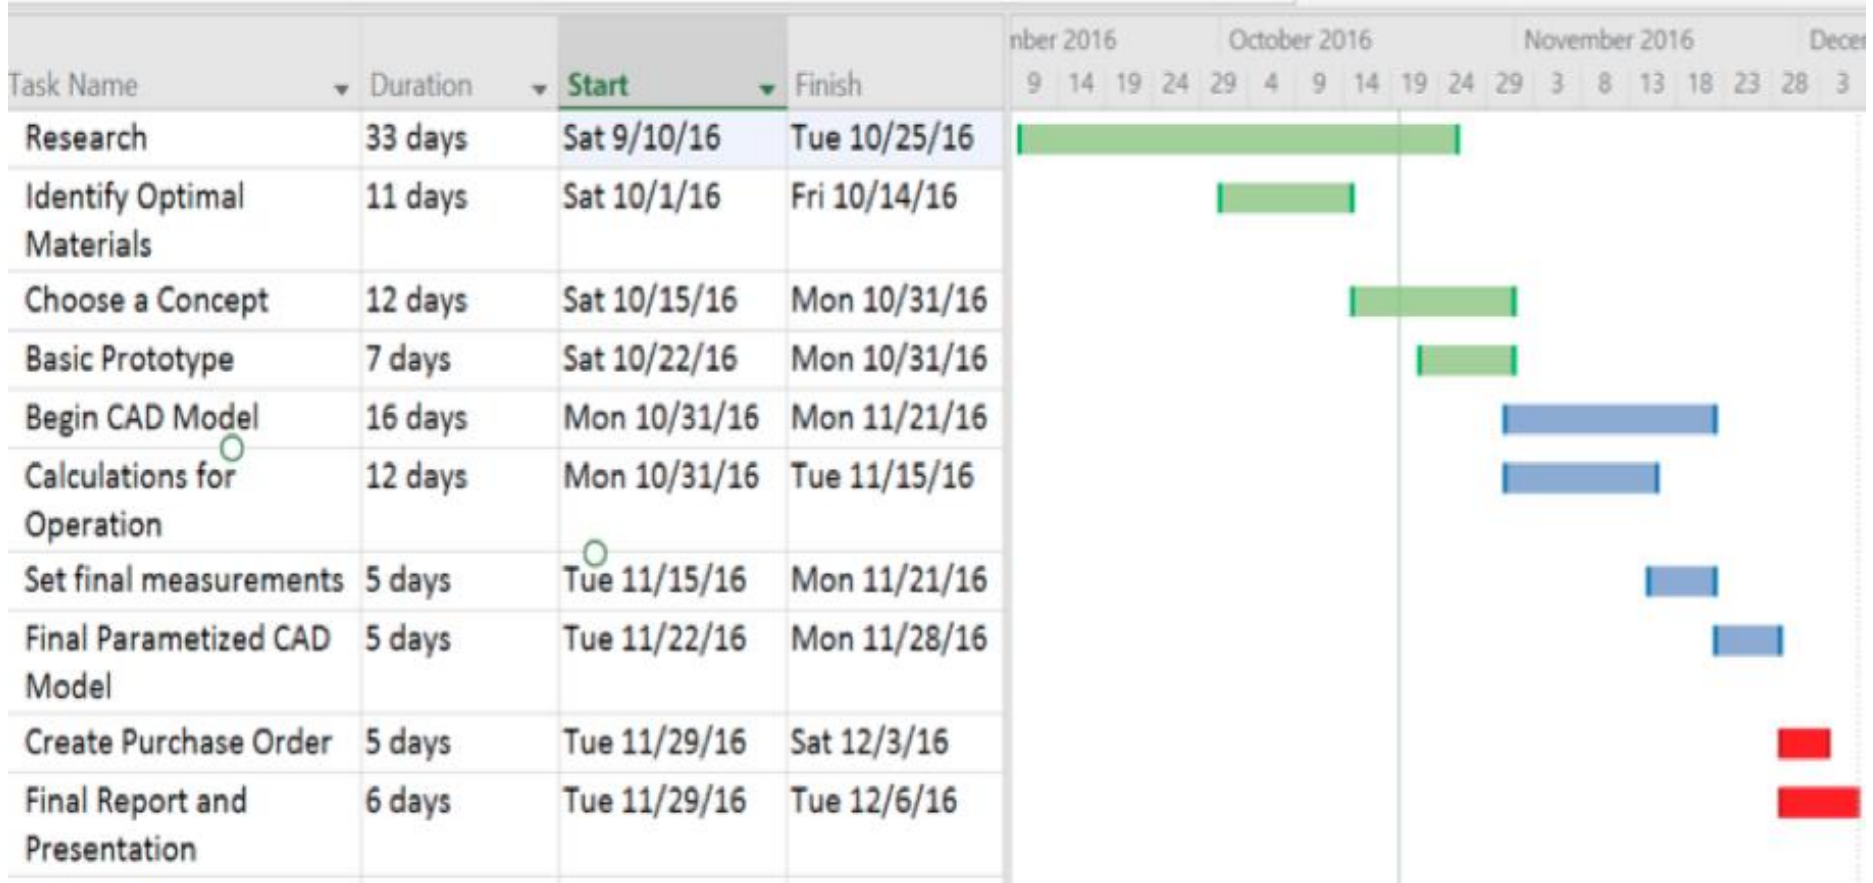 nber 2016 October 2016 November 2016 Decer
Task Name Duration Start Finish 9 14 19 24 29 4 9 14 19 24 29 3 8 13 18 23 28 3
Research 33 days Sat 9/10/16 Tue 10/25/16
Identify Optimal 11 days Sat 10/1/16 Fri 10/14/16
Materials
Choose a Concept 12 days Sat 10/15/16 Mon 10/31/16
Basic Prototype 7 days Sat 10/22/16 Mon 10/31/16
Begin CAD Model 16 days Mon 10/31/16 Mon 11/21/16
Calculations for 12 days Mon 10/31/16 Tue 11/15/16
Operation
Set final measurements 5 days Tue 11/15/16 Mon 11/21/16
Final Parametized CAD 5 days Tue 11/22/16 Mon 11/28/16
Model
Create Purchase Order 5 days Tue 11/29/16 Sat 12/3/16
Final Report and 6 days Tue 11/29/16 Tue 12/6/16
Presentation